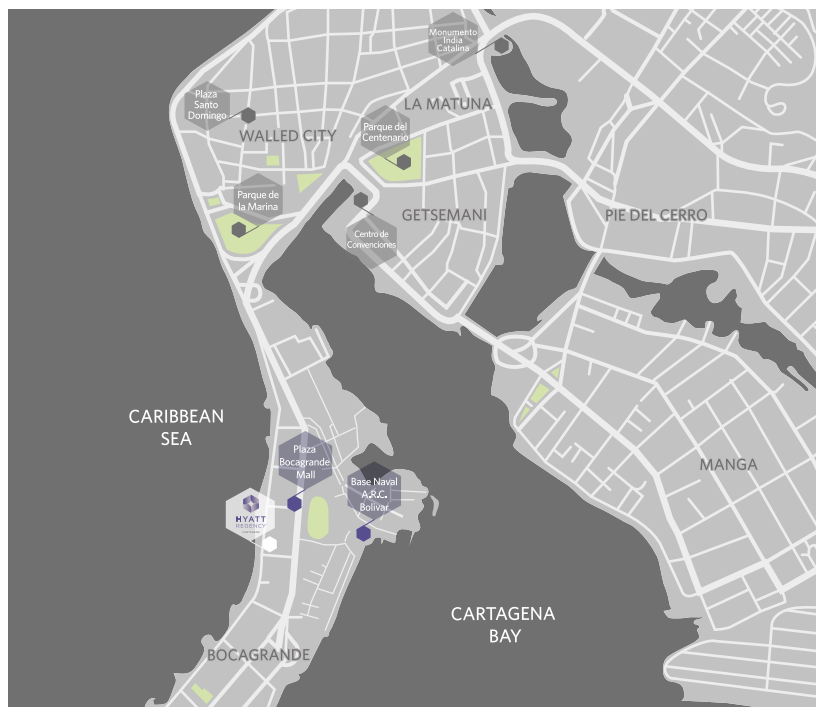 Monumento
India
Catalina
Plaza
Santo
Domingo
LA MATUNA
WALLED CITY
Parque del
Centenario
Parque de
la Marina
GETSEMANI
PIE DEL CERRO
Centro de
Convenciones
CARIBBEAN
SEA
Plaza
Bocagrande
Mall
MANGA
Base Naval
A.R.C.
Bolivar
HYATT
REGENCY
CARTAGENA
BAY
BOCAGRANDE